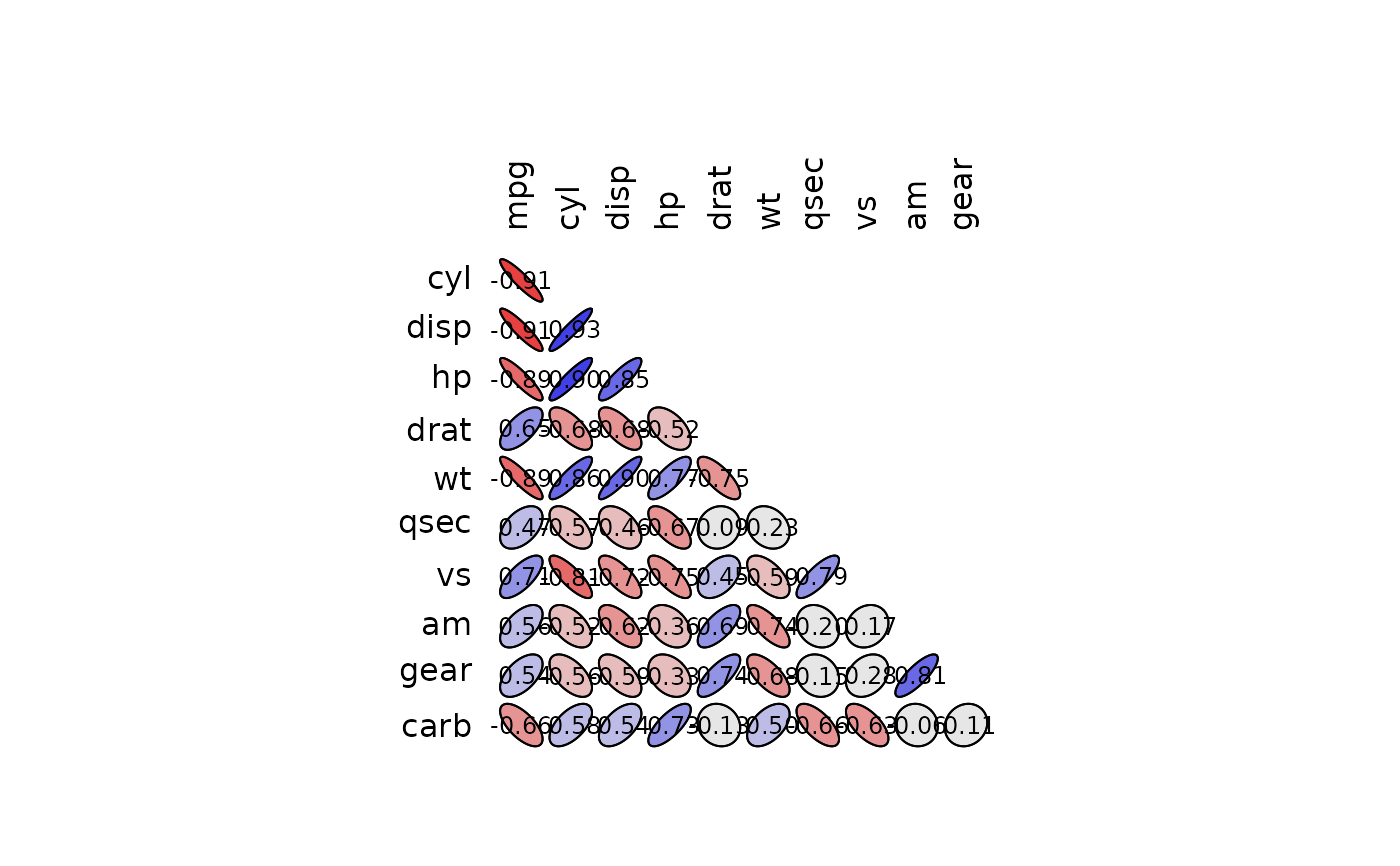 mpg cyl disp hp drat wt qsec vs am gear
cyl -0.91
disp -0.91 0.93
hp -0.89 0.90 0.85
drat 0.65 -0.68 -0.68 -0.52
wt -0.89 0.86 0.90 0.77 -0.75
qsec 0.47 -0.57 -0.46 -0.67 0.09 -0.23
vs 0.71 -0.81 -0.72 -0.75 0.45 -0.59 0.79
am 0.56 -0.52 -0.62 -0.36 0.69 -0.74 -0.20 0.17
gear 0.54 -0.56 -0.59 -0.33 0.74 -0.68 -0.15 0.28 0.81
carb -0.66 0.58 0.54 0.73 -0.13 0.50 -0.66 -0.63 -0.06 0.11